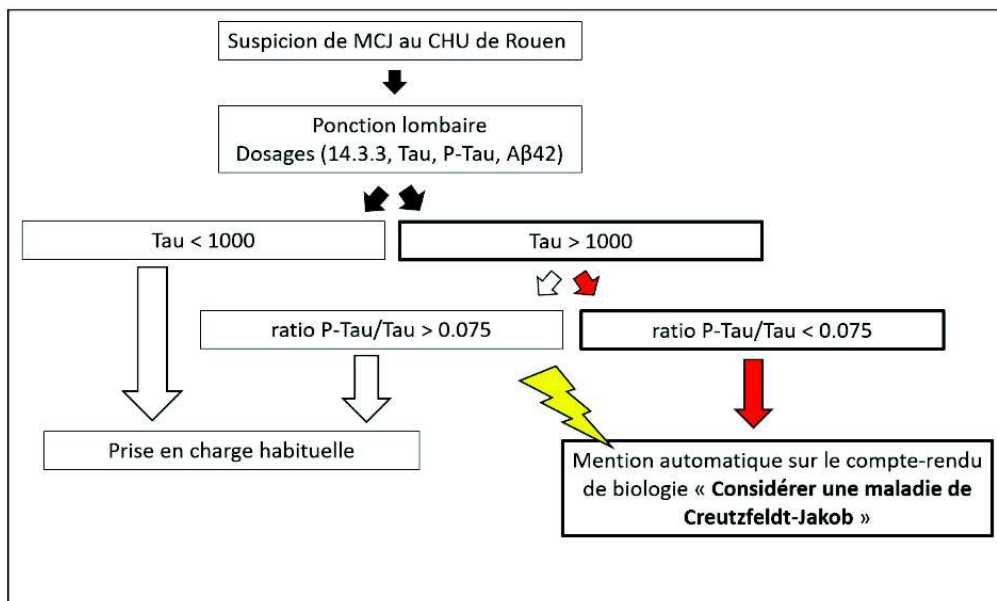 Suspicion de MCJ au CHU de Rouen
Ponction lombaire
Dosages (14.3.3, Tau, P-Tau, Aβ42)
Tau < 1000
Tau > 1000
ratio P-Tau/Tau > 0.075
ratio P-Tau/Tau < 0.075
Prise en charge habituelle
Mention automatique sur le compte-rendu
de biologie « Considérer une maladie de
Creutzfeldt-Jakob »